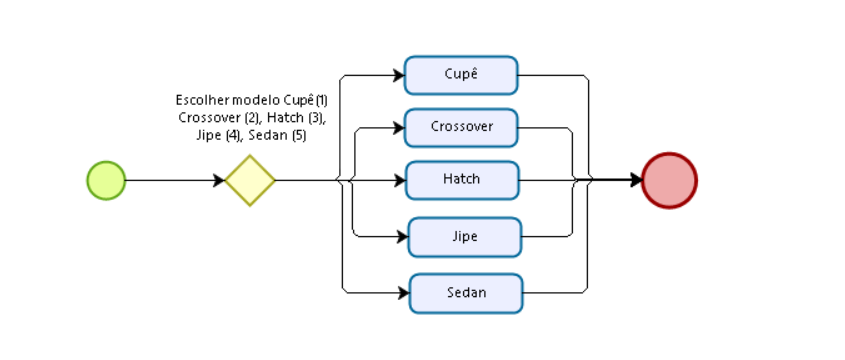 Escolher modelo Cupê(1)
Crossover (2), Hatch (3),
Jipe (4), Sedan (5)
Cupê
Crossover
Hatch
Jipe
Sedan